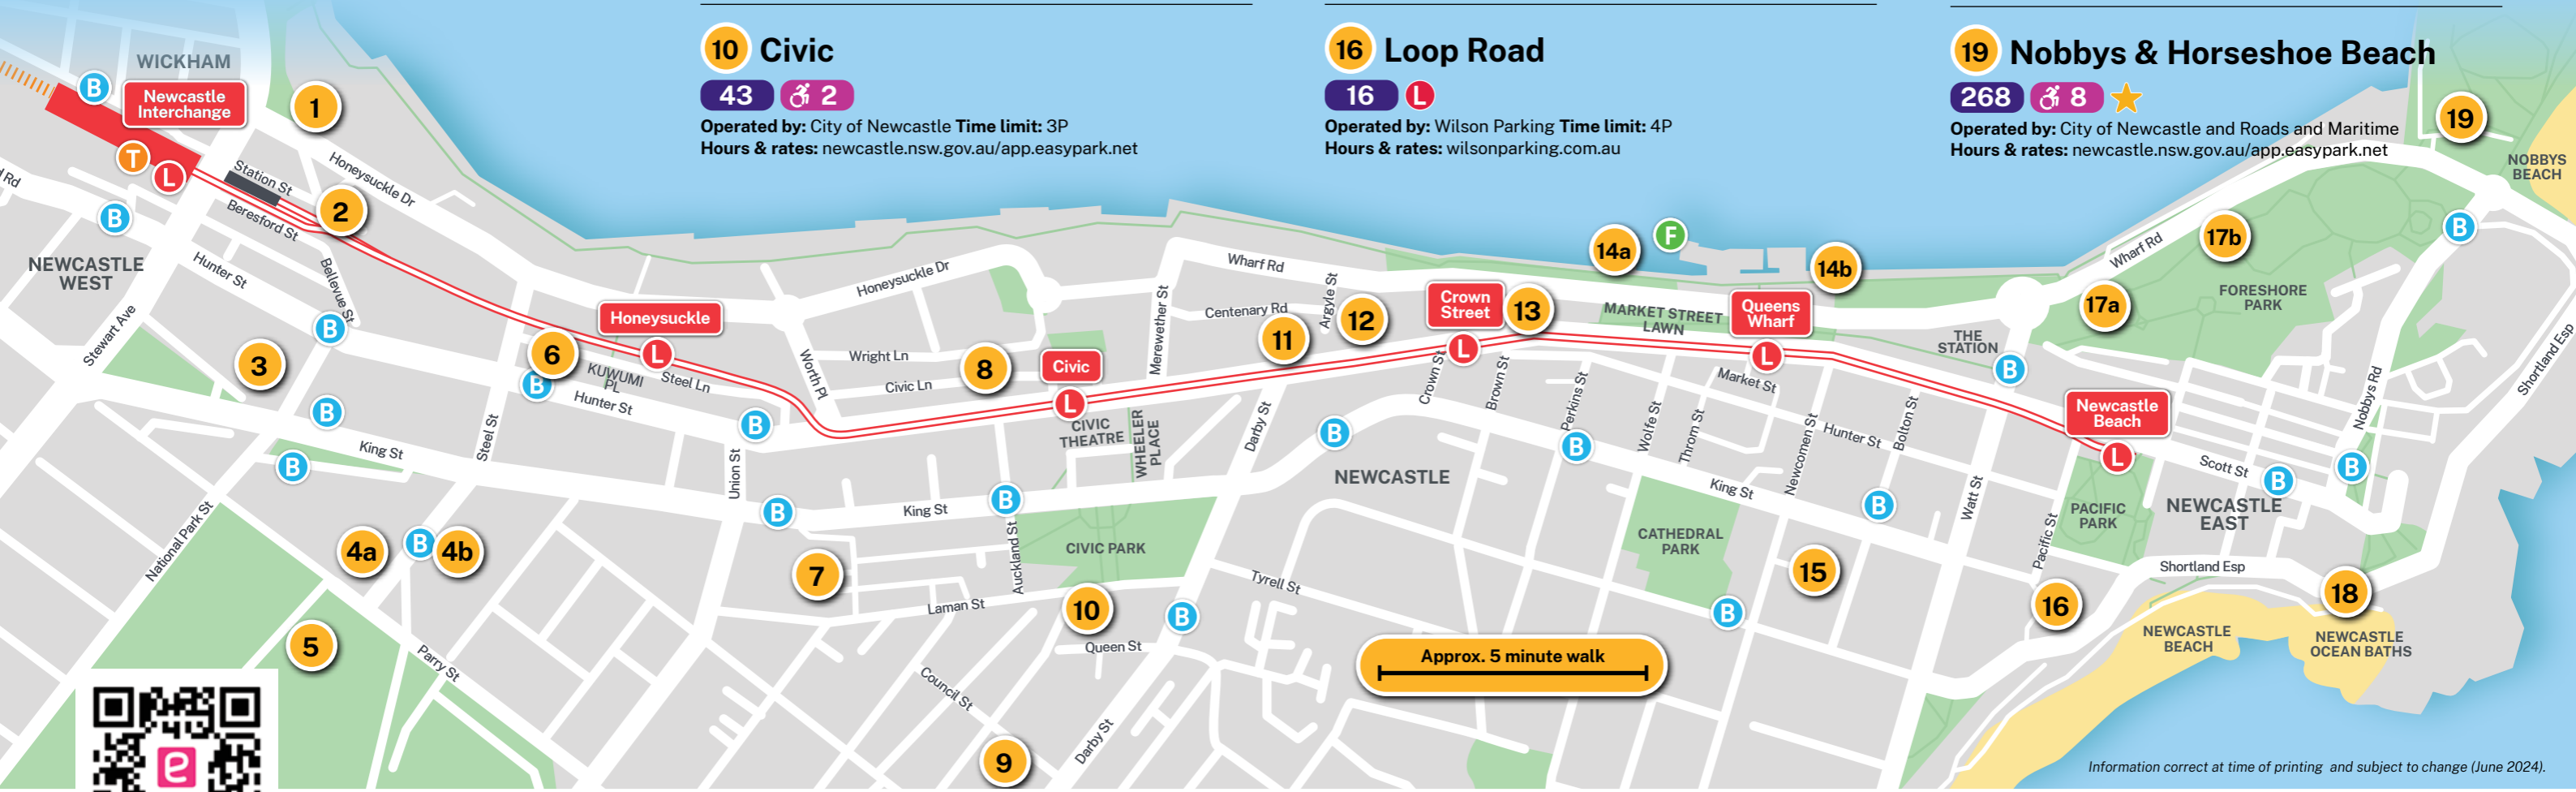 10 Civic
43 2
Operated by: City of Newcastle Time limit: 3P
Hours & rates: newcastle.nsw.gov.au/app.easypark.net
16 Loop Road
16 L
Operated by: Wilson Parking Time limit: 4P
Hours & rates: wilsonparking.com.au
19 Nobbys & Horseshoe Beach
268 8
Operated by: City of Newcastle and Roads and Maritime
Hours & rates: newcastle.nsw.gov.au/app.easypark.net
WICKHAM
B
Newcastle
Interchange
1
T
L
Station St
Honeysuckle Dr
2
Beresford St
Rd
B
NEWCASTLE
WEST
Hunter St
Bellevue St
Stewart Ave
B
3
B
B
King St
Steel St
6
B
KUWUMI
PL
Honeysuckle
L
Steel Ln
Hunter St
B
Union St
B
Worth Pl
Honeysuckle Dr
Wright Ln
Civic Ln
8
Civic
L
CIVIC
THEATRE
WHEELER
PLACE
Merewether St
Wharf Rd
Centenary Rd
Argyle St
11
12
Darby St
B
Crown
Street
L
13
Crown St
Brown St
NEWCASTLE
14a
F
14b
MARKET STREET
LAWN
Queens
Wharf
L
Market St
Perkins St
B
Wolfe St
Throm St
Newcomen St
Hunter St
Bolton St
King St
B
Watt St
THE
STATION
B
Wharf Rd
17a
17b
FORESHORE
PARK
19
NOBBYS
BEACH
B
Shortland Esp
Nobbys Rd
Newcastle
Beach
L
Scott St
B
B
PACIFIC
PARK
NEWCASTLE
EAST
Pacific St
Shortland Esp
16
18
NEWCASTLE
BEACH
NEWCASTLE
OCEAN BATHS
CATHEDRAL
PARK
15
B
National Park St
4a
B
4b
5
Parry St
7
King St
B
Auckland St
CIVIC PARK
Laman St
10
Queen St
B
Tyrell St
Council St
9
Darby St
Approx. 5 minute walk
e
Information correct at time of printing and subject to change (June 2024).